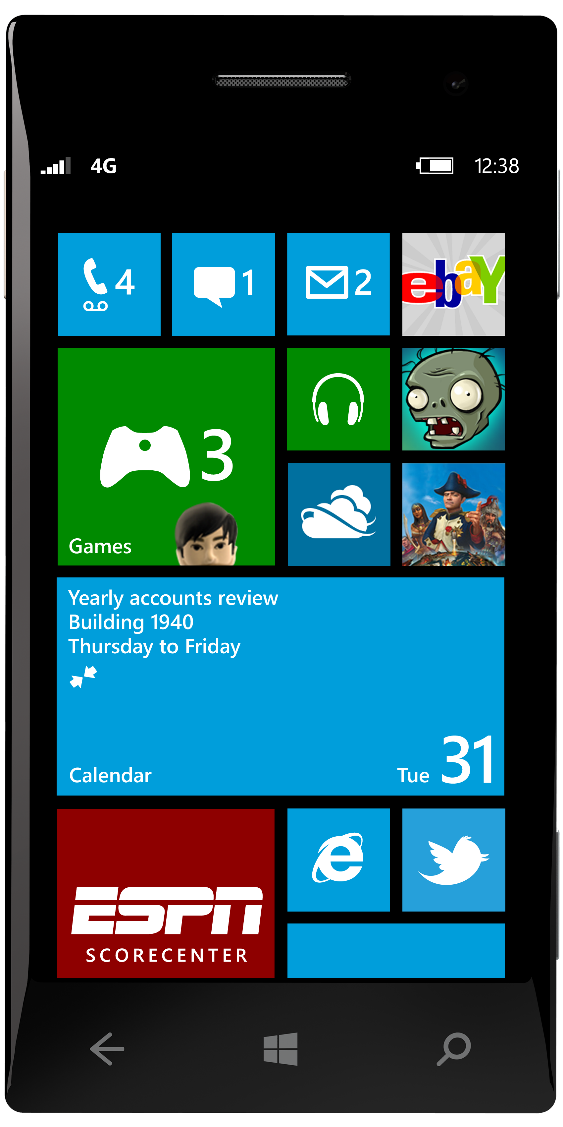 4G
12:38
4
1
2
ebaY
3
Games
Yearly accounts review
Building 1940
Thursday to Friday
Calendar
Tue 31
ESPN
SCORECENTER